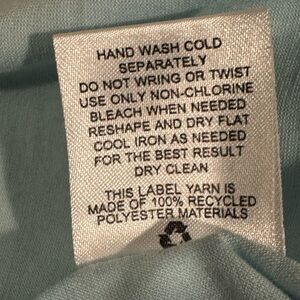 HAND WASH COLD
SEPARATELY
DO NOT WRING OR TWIST
USE ONLY NON-CHLORINE
BLEACH WHEN NEEDED
RESHAPE AND DRY FLAT
COOL IRON AS NEEDED
FOR THE BEST RESULT
DRY CLEAN
THIS LABEL YARN IS
MADE OF 100% RECYCLED
POLYESTER MATERIALS